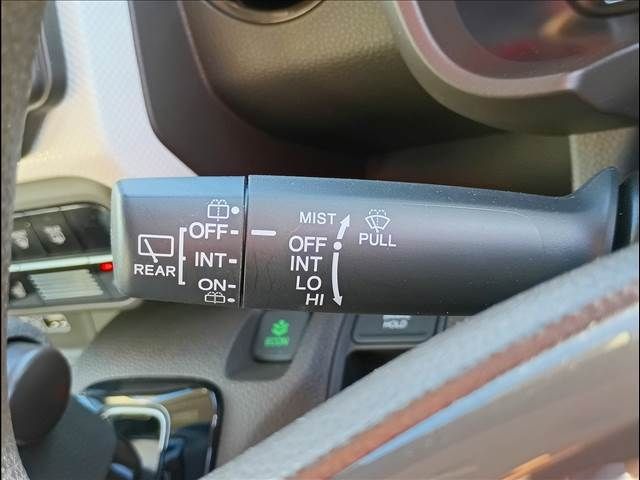 MIST
OFF
INT
LO
HI
PULL
REAR
OFF
INT
ON
ECON
HOLD